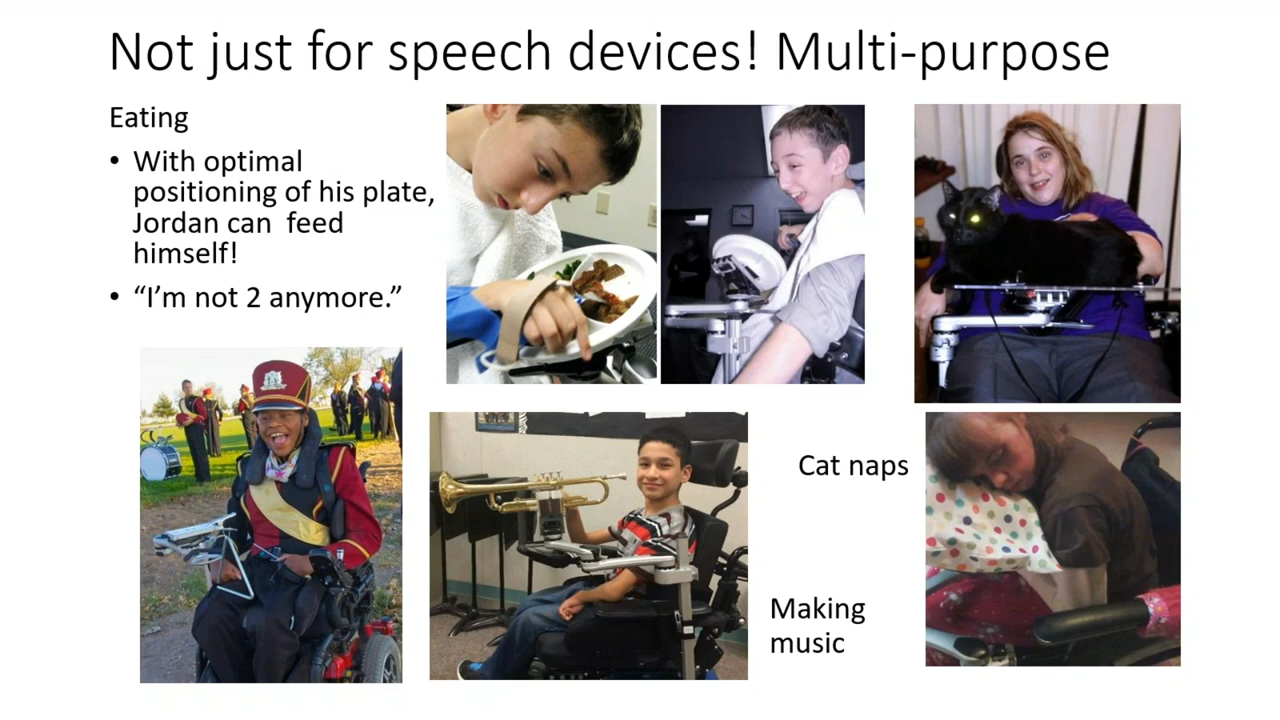 Not just for speech devices! Multi-purpose
Eating
• With optimal
positioning of his plate,
Jordan can  feed
himself!
• “I’m not 2 anymore.”
Cat naps
Making
music